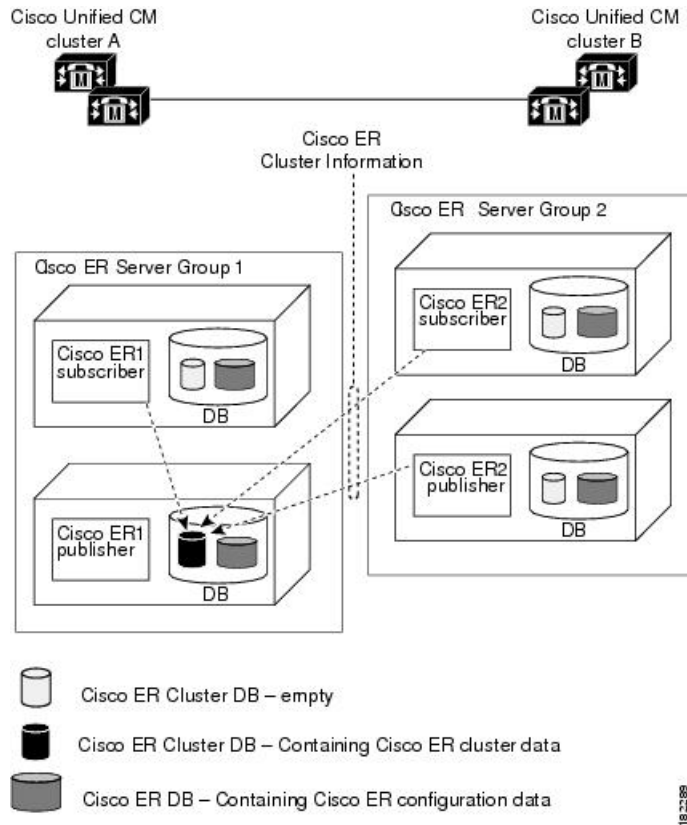 Cisco Unified CM
cluster A
Cisco Unified CM
cluster B
M
M
M
M
Cisco ER
Cluster Information
Cisco ER Server Group 1
Cisco ER1
subscriber
DB
Cisco ER1
publisher
DB
Cisco ER Server Group 2
Cisco ER2
subscriber
DB
Cisco ER2
publisher
DB
Cisco ER Cluster DB – empty
Cisco ER Cluster DB – Containing Cisco ER cluster data
Cisco ER DB – Containing Cisco ER configuration data
182289